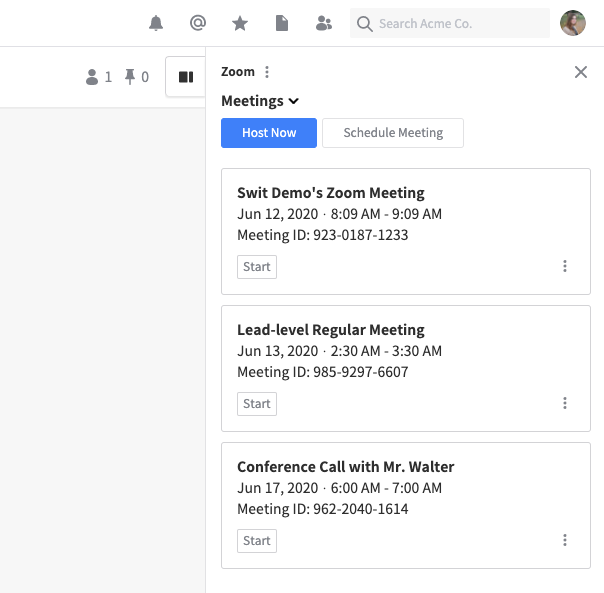 Search Acme Co.
1 0
Zoom
Meetings
Host Now Schedule Meeting
Swit Demo's Zoom Meeting
Jun 12, 2020 · 8:09 AM - 9:09 AM
Meeting ID: 923-0187-1233
Start
Lead-level Regular Meeting
Jun 13, 2020 · 2:30 AM - 3:30 AM
Meeting ID: 985-9297-6607
Start
Conference Call with Mr. Walter
Jun 17, 2020 · 6:00 AM - 7:00 AM
Meeting ID: 962-2040-1614
Start